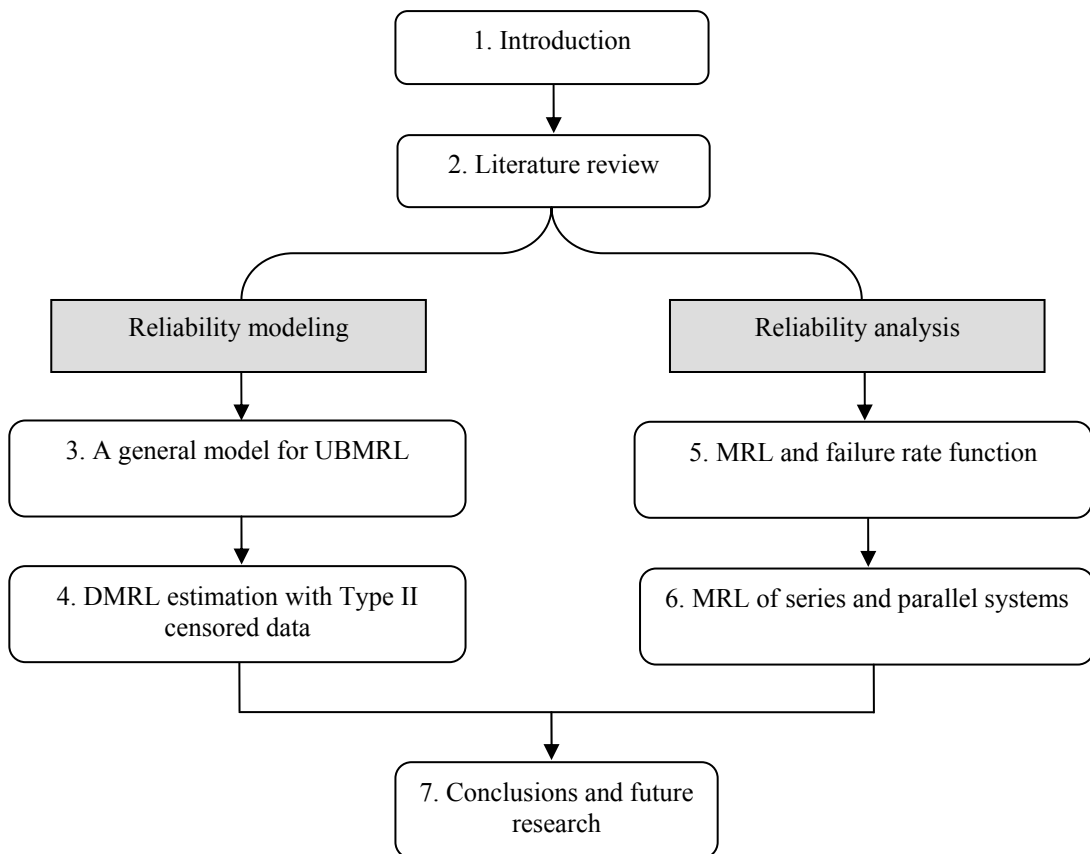 1. Introduction
2. Literature review
Reliability modeling
Reliability analysis
3. A general model for UBMRL
5. MRL and failure rate function
4. DMRL estimation with Type II
censored data
6. MRL of series and parallel systems
7. Conclusions and future
research